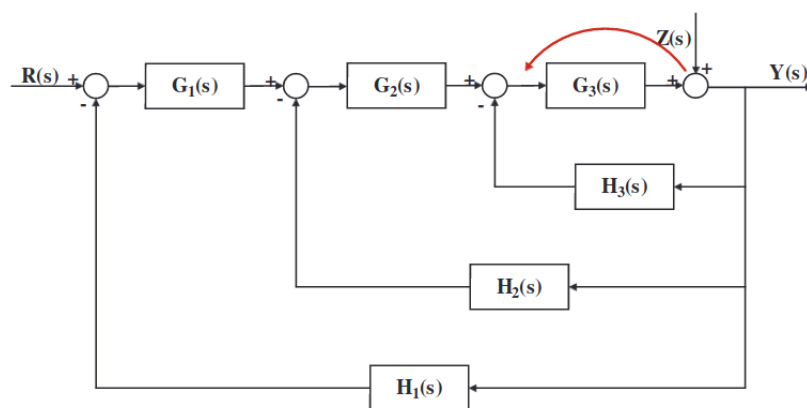 Z(s)
R(s) + G₁(s) + G₂(s) + G₃(s) + + Y(s)
- - -
H₃(s)
H₂(s)
H₁(s)